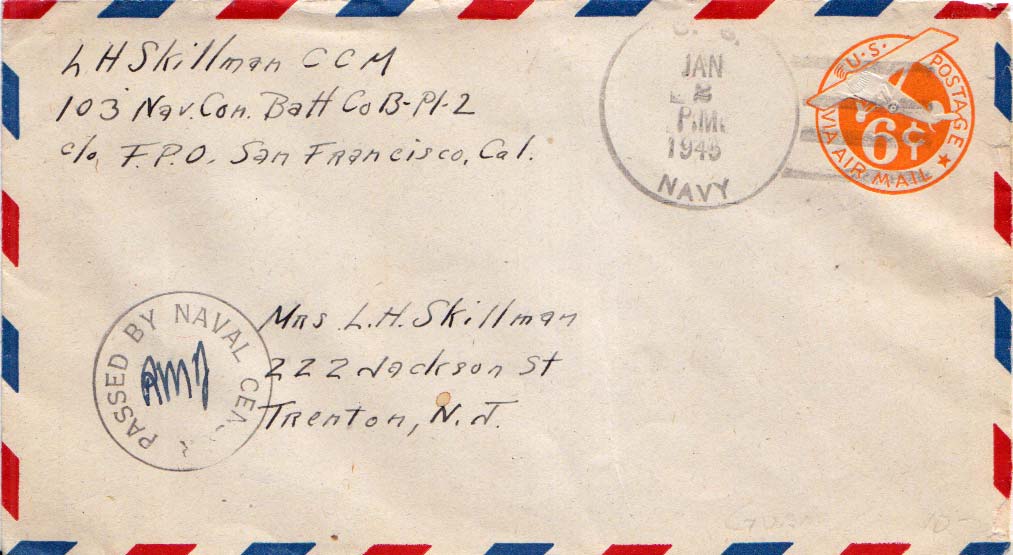 L H Skillman CCM
103 Nav. Con. Batt Co B-Pl-2
c/o F.P.O. San Francisco, Cal.
U. S.
JAN
2
P.M.
1945
NAVY
U.S. POSTAGE
6¢
VIA AIR MAIL
PASSED BY NAVAL CEN
Mrs L.H. Skillman
222 Jackson St
Trenton, N.J.